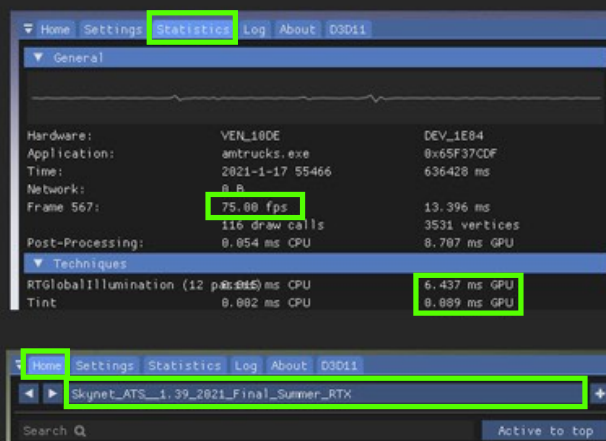 Home Settings Statistics Log About D3D11
▼ General
Hardware: VEN_10DE DEV_1E84
Application: amtrucks.exe 0x65F37CDF
Time: 2021-1-17 55466 636428 ms
Network: 0 B
Frame 567: 75.00 fps 13.396 ms
116 draw calls 3531 vertices
Post-Processing: 0.054 ms CPU 8.707 ms GPU
▼ Techniques
RTGlobalIllumination (12 passes) ms CPU 6.437 ms GPU
Tint 0.002 ms CPU 0.089 ms GPU
Home Settings Statistics Log About D3D11
Skynet_ATS__1.39_2021_Final_Summer_RTX +
Search Active to top